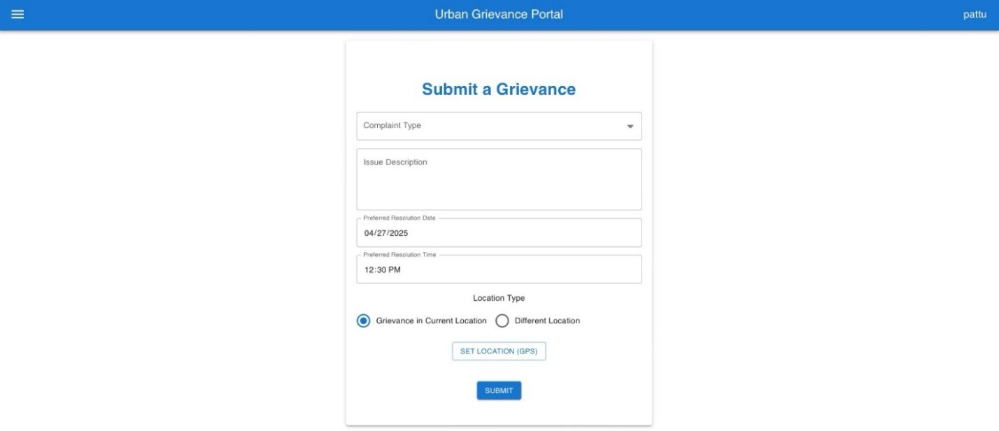 Urban Grievance Portal
pattu
Submit a Grievance
Complaint Type
Issue Description
Preferred Resolution Date
04/27/2025
Preferred Resolution Time
12:30 PM
Location Type
Grievance in Current Location Different Location
SET LOCATION (GPS)
SUBMIT